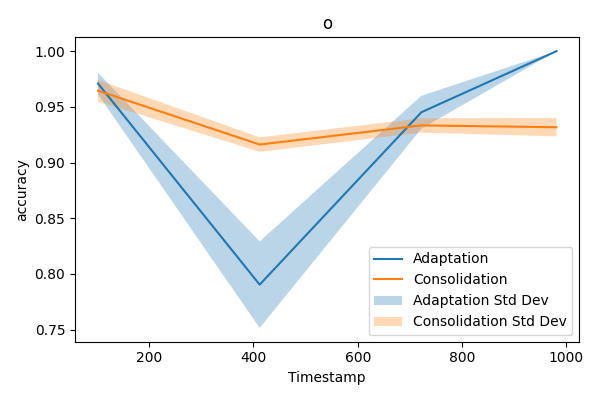 o
accuracy
1.00
0.95
0.90
0.85
0.80
0.75
200
400
600
800
1000
Timestamp
Adaptation
Consolidation
Adaptation Std Dev
Consolidation Std Dev